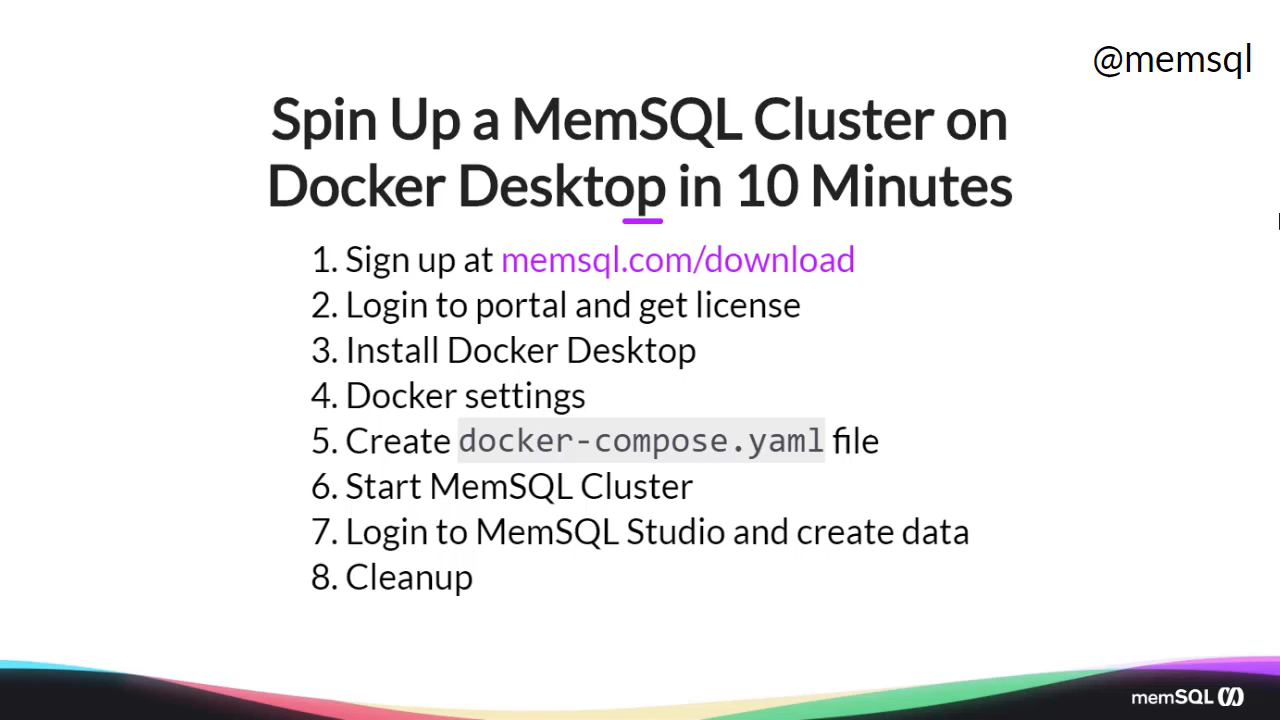 @memsql
Spin Up a MemSQL Cluster on
Docker Desktop in 10 Minutes
1. Sign up at memsql.com/download
2. Login to portal and get license
3. Install Docker Desktop
4. Docker settings
5. Create docker-compose.yaml file
6. Start MemSQL Cluster
7. Login to MemSQL Studio and create data
8. Cleanup
memSQL